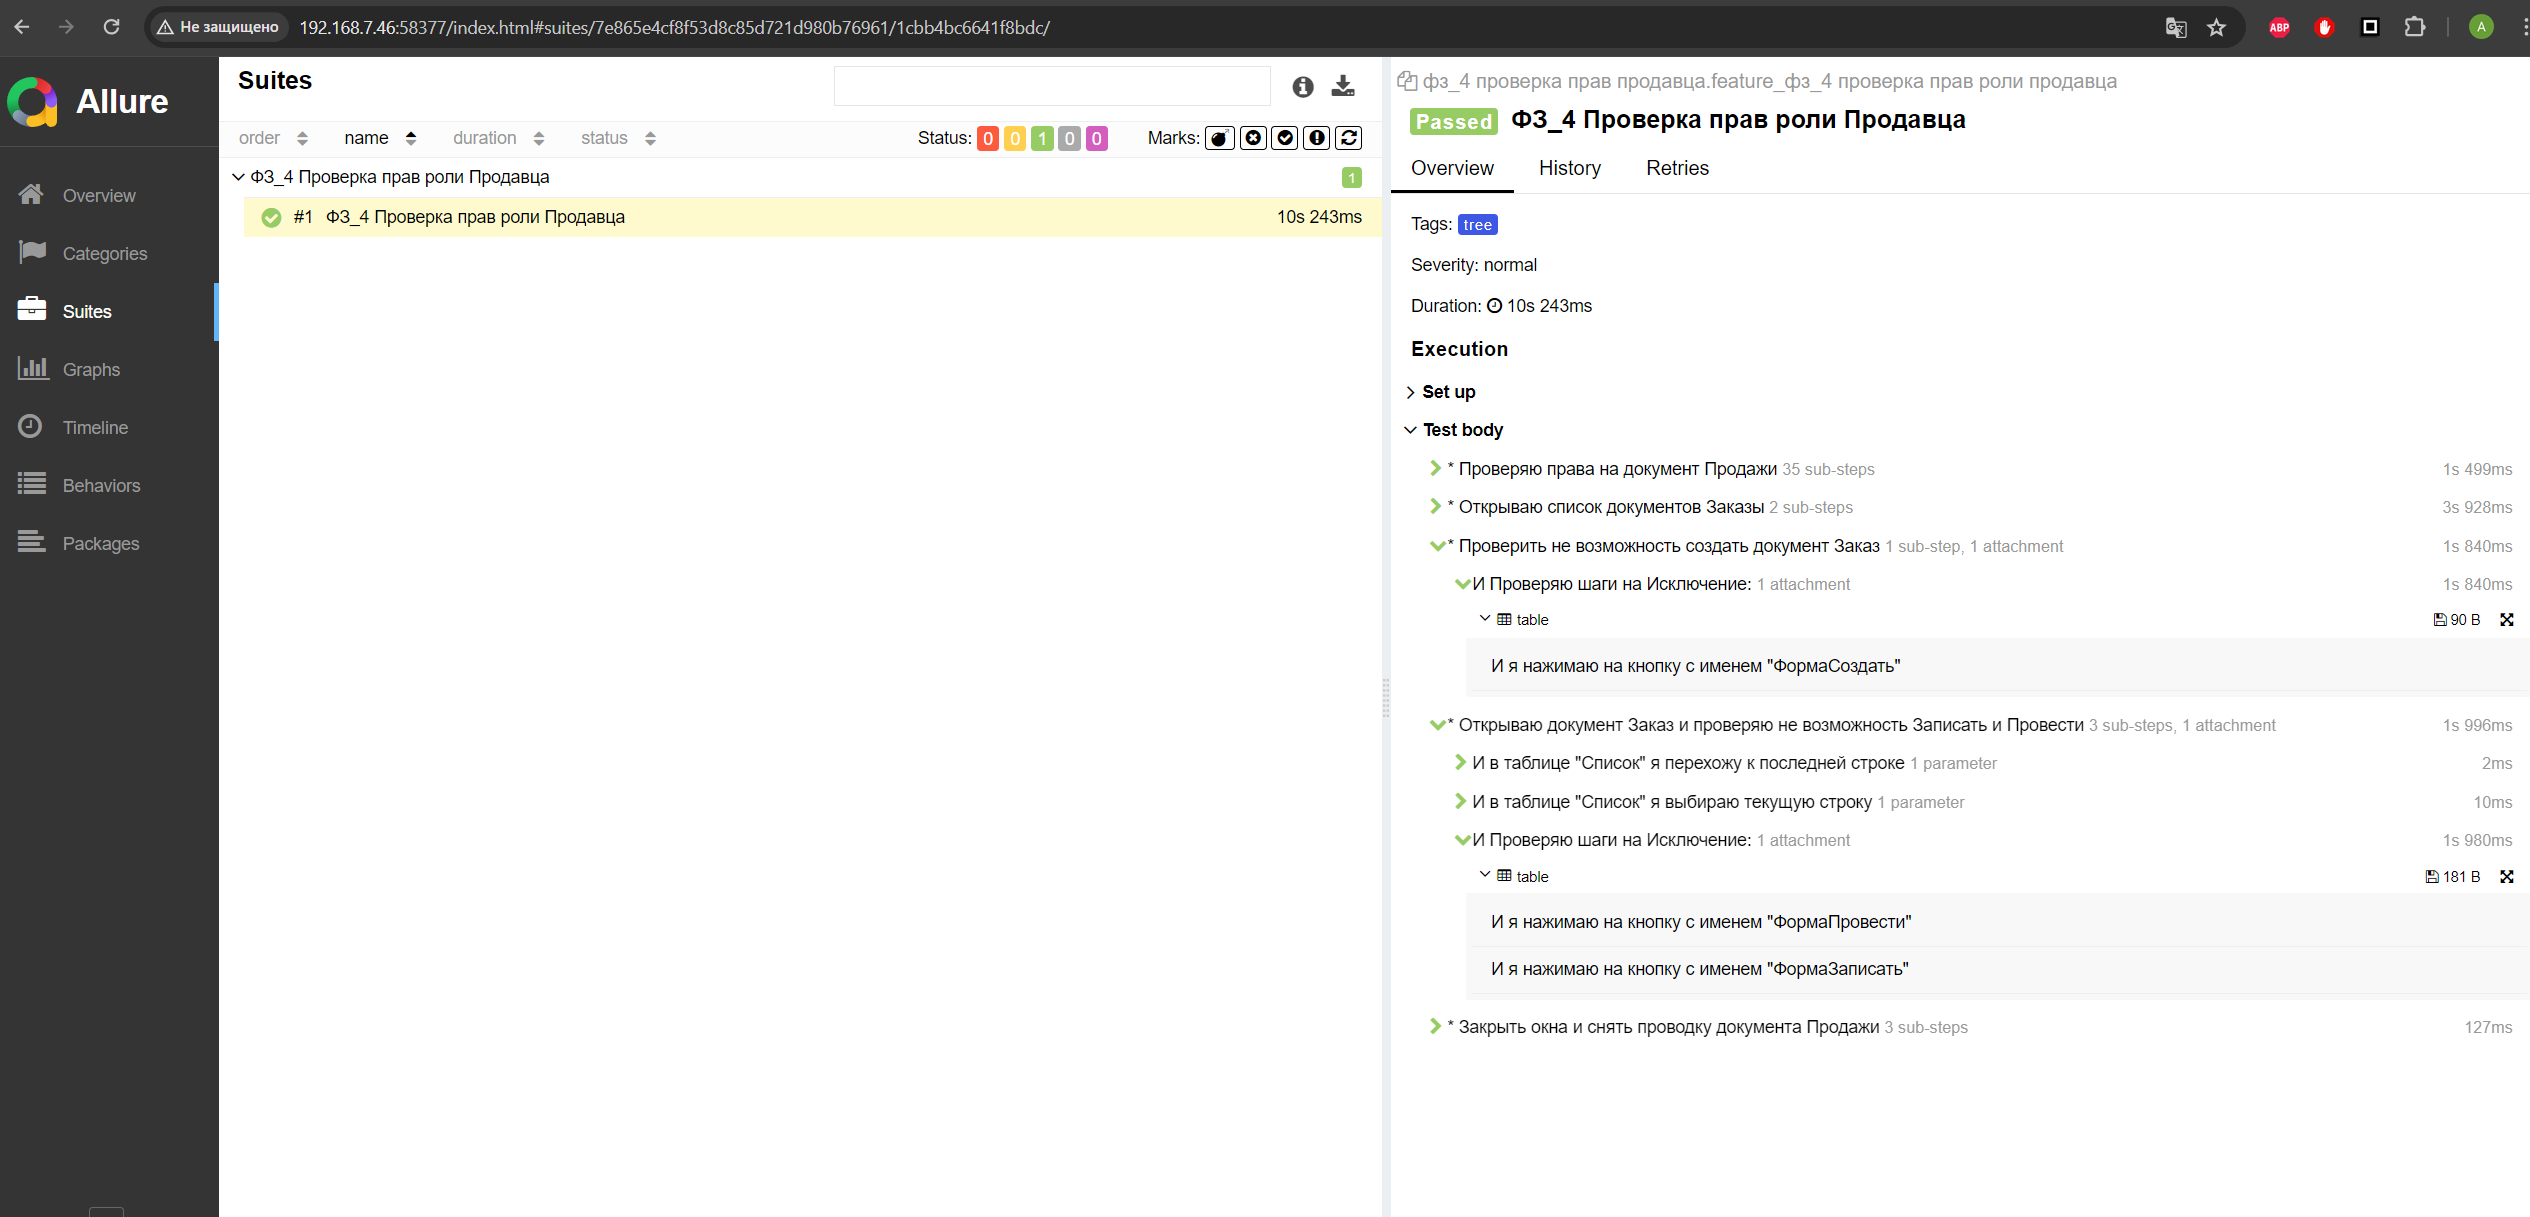 Не защищено 192.168.7.46:58377/index.html#suites/7e865e4cf8f53d8c85d721d980b76961/1cbb4bc6641f8bdc/
ABP
A
Allure
Overview
Categories
Suites
Graphs
Timeline
Behaviors
Packages
Suites
order name duration status Status: 0 0 1 0 0 Marks:
ФЗ_4 Проверка прав роли Продавца 1
#1 ФЗ_4 Проверка прав роли Продавца 10s 243ms
фз_4 проверка прав продавца.feature_фз_4 проверка прав роли продавца
Passed ФЗ_4 Проверка прав роли Продавца
Overview History Retries
Tags: tree
Severity: normal
Duration: 10s 243ms
Execution
Set up
Test body
* Проверяю права на документ Продажи 35 sub-steps 1s 499ms
* Открываю список документов Заказы 2 sub-steps 3s 928ms
* Проверить не возможность создать документ Заказ 1 sub-step, 1 attachment 1s 840ms
И Проверяю шаги на Исключение: 1 attachment 1s 840ms
table 90 B
И я нажимаю на кнопку с именем "ФормаСоздать"
* Открываю документ Заказ и проверяю не возможность Записать и Провести 3 sub-steps, 1 attachment 1s 996ms
И в таблице "Список" я перехожу к последней строке 1 parameter 2ms
И в таблице "Список" я выбираю текущую строку 1 parameter 10ms
И Проверяю шаги на Исключение: 1 attachment 1s 980ms
table 181 B
И я нажимаю на кнопку с именем "ФормаПровести"
И я нажимаю на кнопку с именем "ФормаЗаписать"
* Закрыть окна и снять проводку документа Продажи 3 sub-steps 127ms